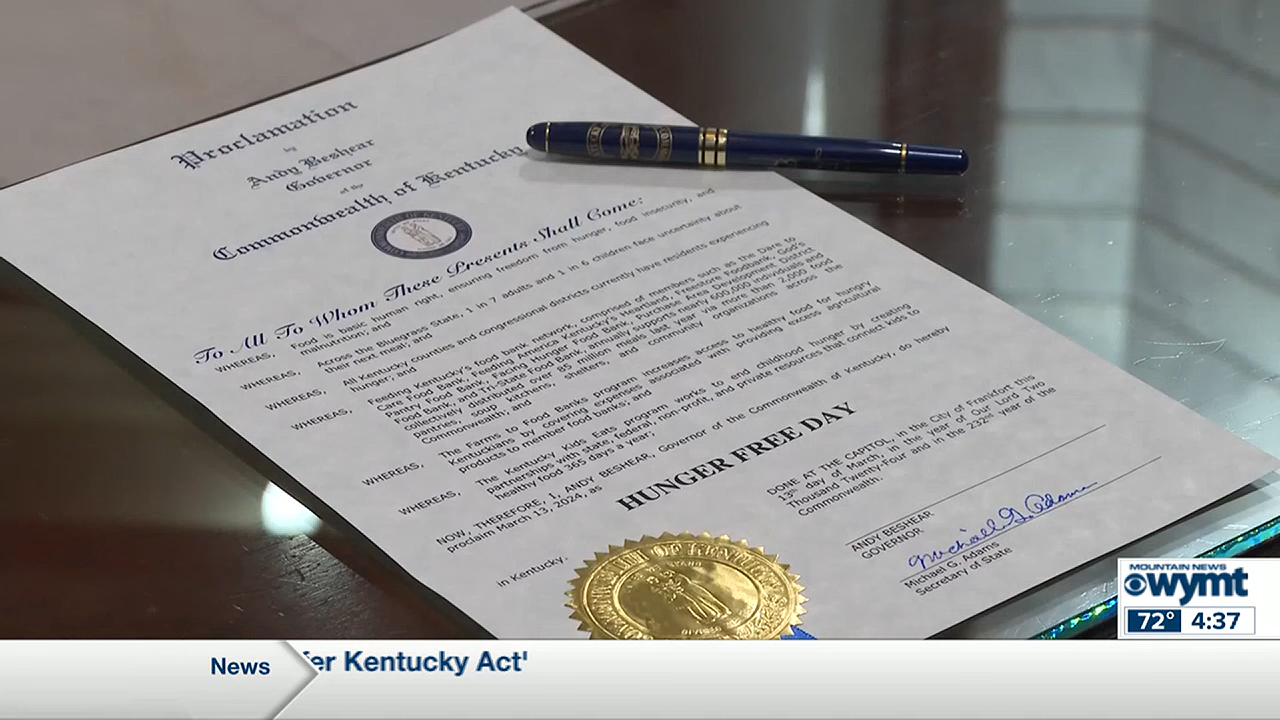 Proclamation
by
Andy Beshear
Governor
of the
Commonwealth of Kentucky
To All To Whom These Presents Shall Come:
WHEREAS, Food is basic human right, ensuring freedom from hunger, food insecurity, and
malnutrition; and
WHEREAS, Across the Bluegrass State, 1 in 7 adults and 1 in 6 children face uncertainty about
their next meal; and
WHEREAS, All Kentucky counties and congressional districts currently have residents experiencing
hunger; and
WHEREAS, Feeding Kentucky's food bank network, comprised of members such as the Dare to
Care Food Bank, Feeding America Kentucky's Heartland, Freestore Foodbank, God's
Pantry Food Bank, Facing Hunger Food Bank, Purchase Area Development District
Food Bank, and Tri-State Food Bank, annually supports nearly 600,000 individuals and
collectively distributed over 85 million meals last year via more than 2,000 food
pantries, soup kitchens, shelters, and community organizations across the
Commonwealth; and
WHEREAS, The Farms to Food Banks program increases access to healthy food for hungry
Kentuckians by covering expenses associated with providing excess agricultural
products to member food banks; and
WHEREAS, The Kentucky Kids Eats program works to end childhood hunger by creating
partnerships with state, federal, non-profit, and private resources that connect kids to
healthy food 365 days a year;
NOW, THEREFORE, I, ANDY BESHEAR, Governor of the Commonwealth of Kentucky, do hereby
proclaim March 13, 2024, as
HUNGER FREE DAY
in Kentucky.
DONE AT THE CAPITOL, in the City of Frankfort this
13th day of March, in the year of Our Lord Two
Thousand Twenty-Four and in the 232nd year of the
Commonwealth.
ANDY BESHEAR
GOVERNOR
Michael G. Adams
Michael G. Adams
Secretary of State
MOUNTAIN NEWS
wymt
72° 4:37
News
fer Kentucky Act'